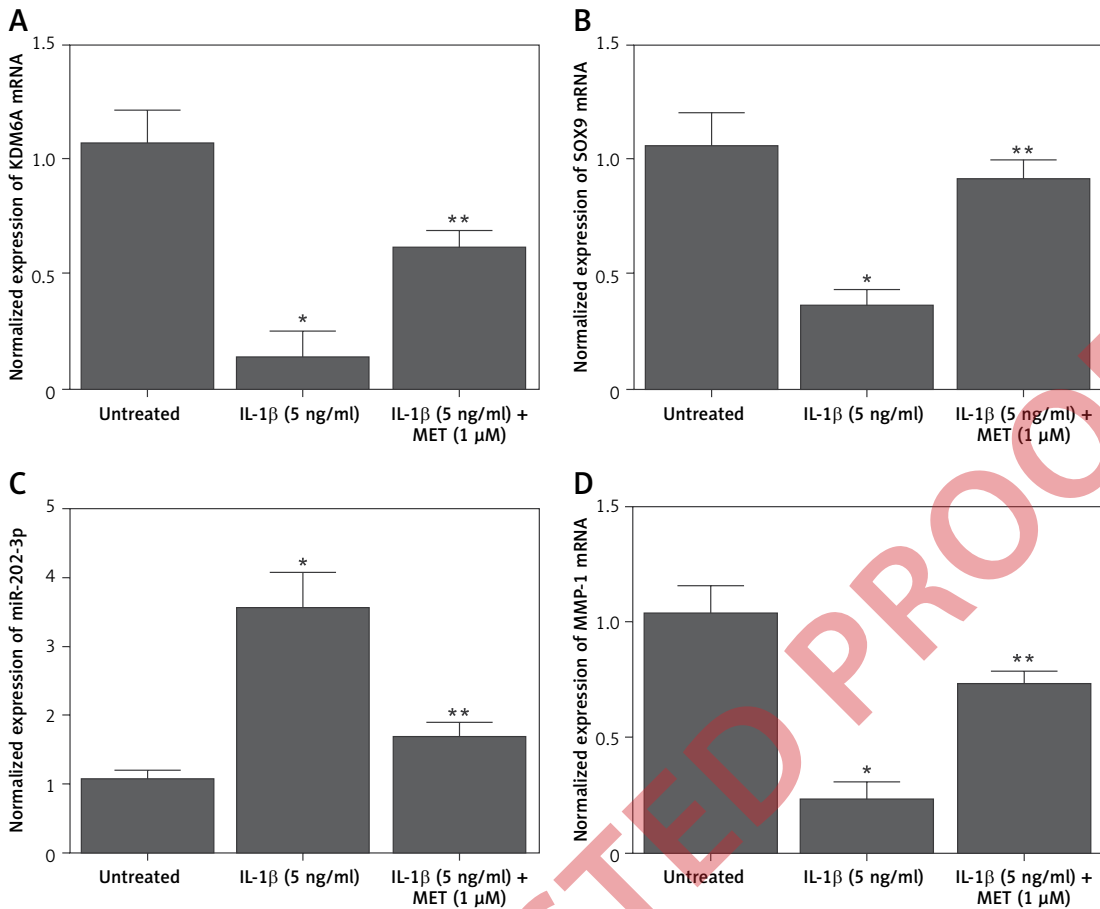 A
Normalized expression of KDM6A mRNA
1.5
1.0
0.5
0
*
**
Untreated
IL-1β (5 ng/ml)
IL-1β (5 ng/ml) +
MET (1 μM)
B
Normalized expression of SOX9 mRNA
1.5
1.0
0.5
0
*
**
Untreated
IL-1β (5 ng/ml)
IL-1β (5 ng/ml) +
MET (1 μM)
C
Normalized expression of miR-202-3p
5
4
3
2
1
0
*
**
Untreated
IL-1β (5 ng/ml)
IL-1β (5 ng/ml) +
MET (1 μM)
D
Normalized expression of MMP-1 mRNA
1.5
1.0
0.5
0
*
**
Untreated
IL-1β (5 ng/ml)
IL-1β (5 ng/ml) +
MET (1 μM)
STED PROO